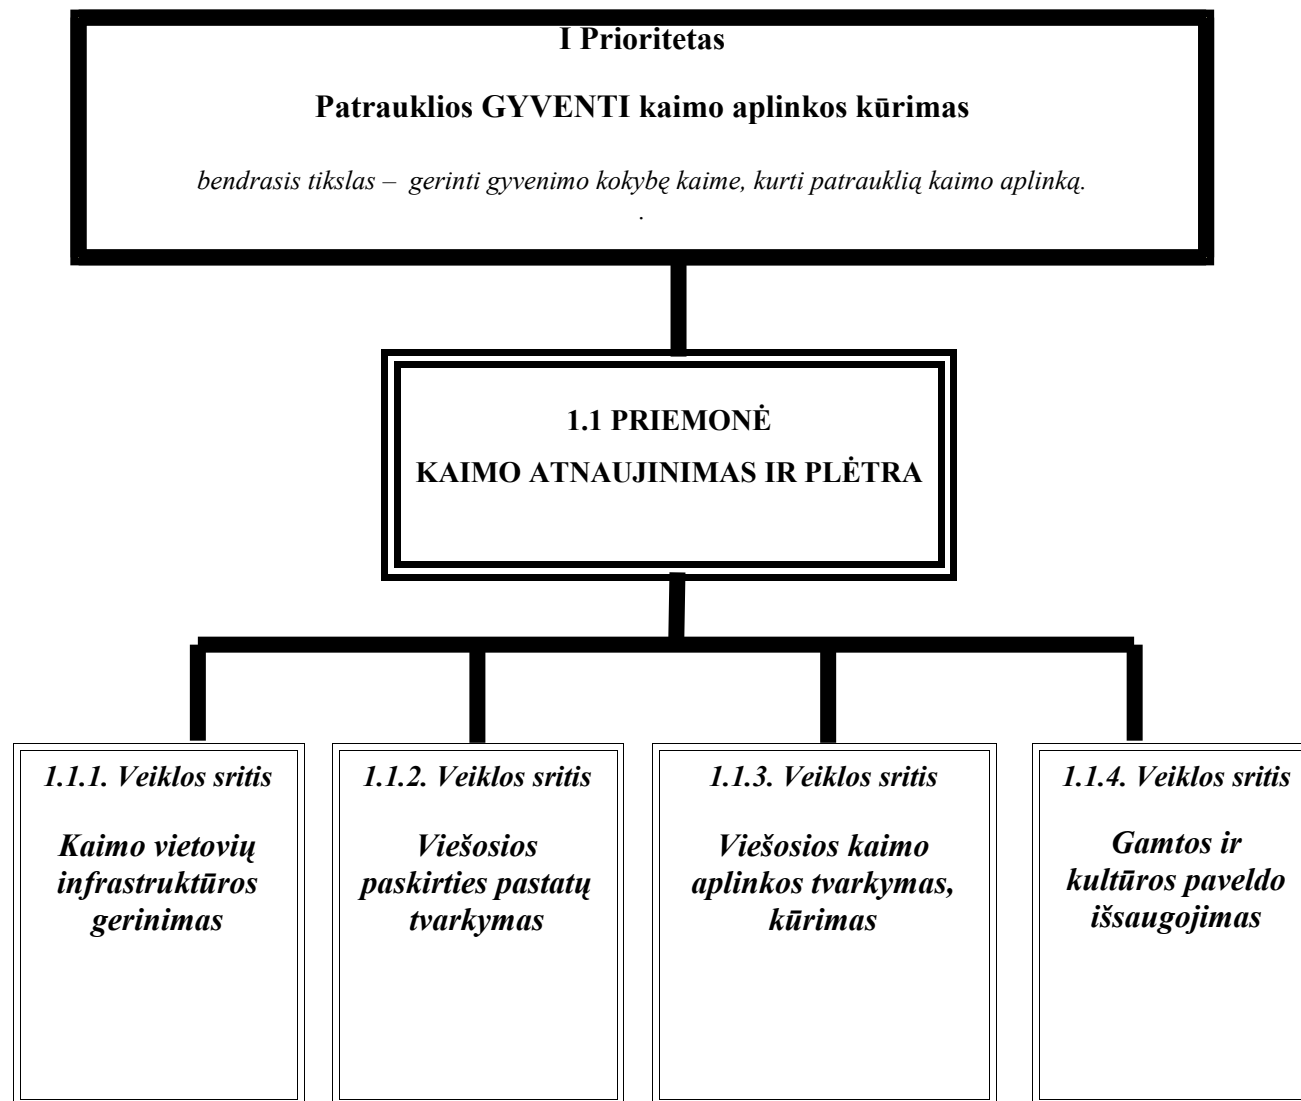 I Prioritetas
Patrauklios GYVENTI kaimo aplinkos kūrimas
bendrasis tikslas – gerinti gyvenimo kokybę kaime, kurti patrauklią kaimo aplinką.
.
1.1 PRIEMONĖ
KAIMO ATNAUJINIMAS IR PLĖTRA
1.1.1. Veiklos sritis
Kaimo vietovių
infrastruktūros
gerinimas
1.1.2. Veiklos sritis
Viešosios
paskirties pastatų
tvarkymas
1.1.3. Veiklos sritis
Viešosios kaimo
aplinkos tvarkymas,
kūrimas
1.1.4. Veiklos sritis
Gamtos ir
kultūros paveldo
išsaugojimas